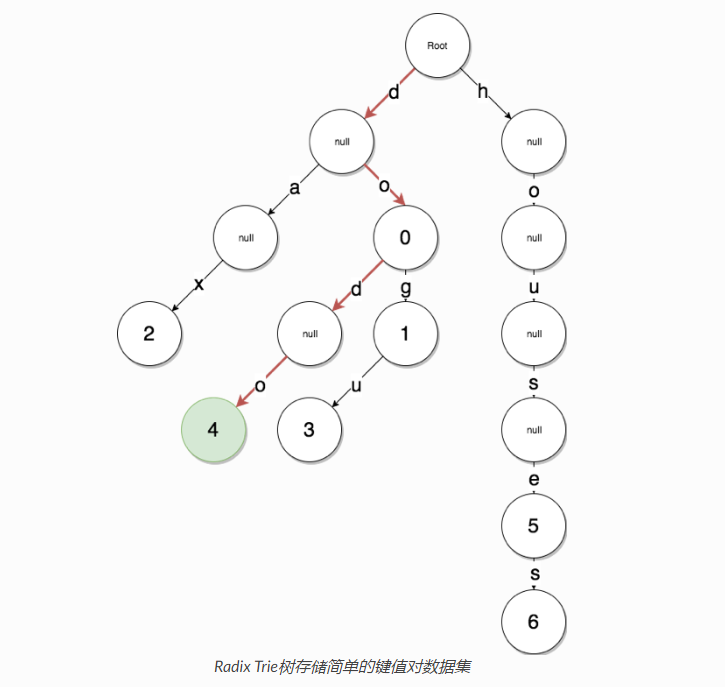 Root
d
h
null
null
a
o
o
null
0
null
x
d
g
u
2
null
1
null
o
u
s
4
3
null
e
5
s
6
Radix Trie树存储简单的键值对数据集